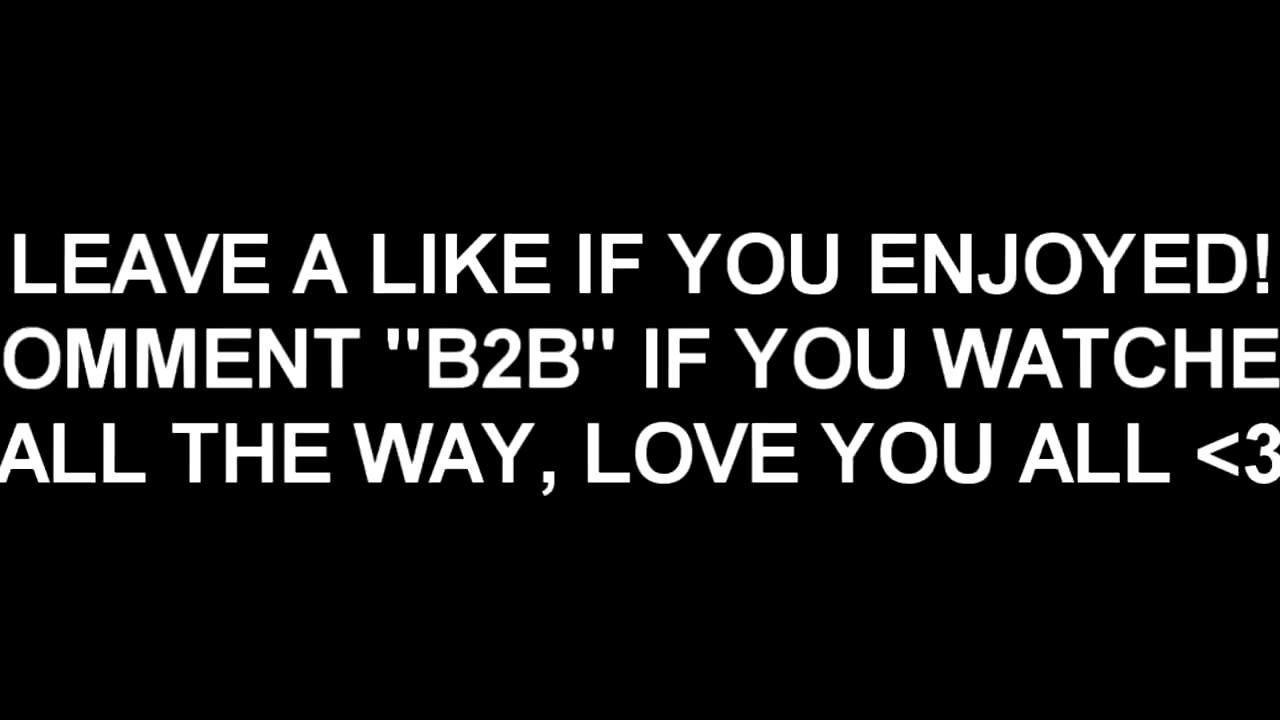 LEAVE A LIKE IF YOU ENJOYED!
OMMENT "B2B" IF YOU WATCHE
ALL THE WAY, LOVE YOU ALL <3